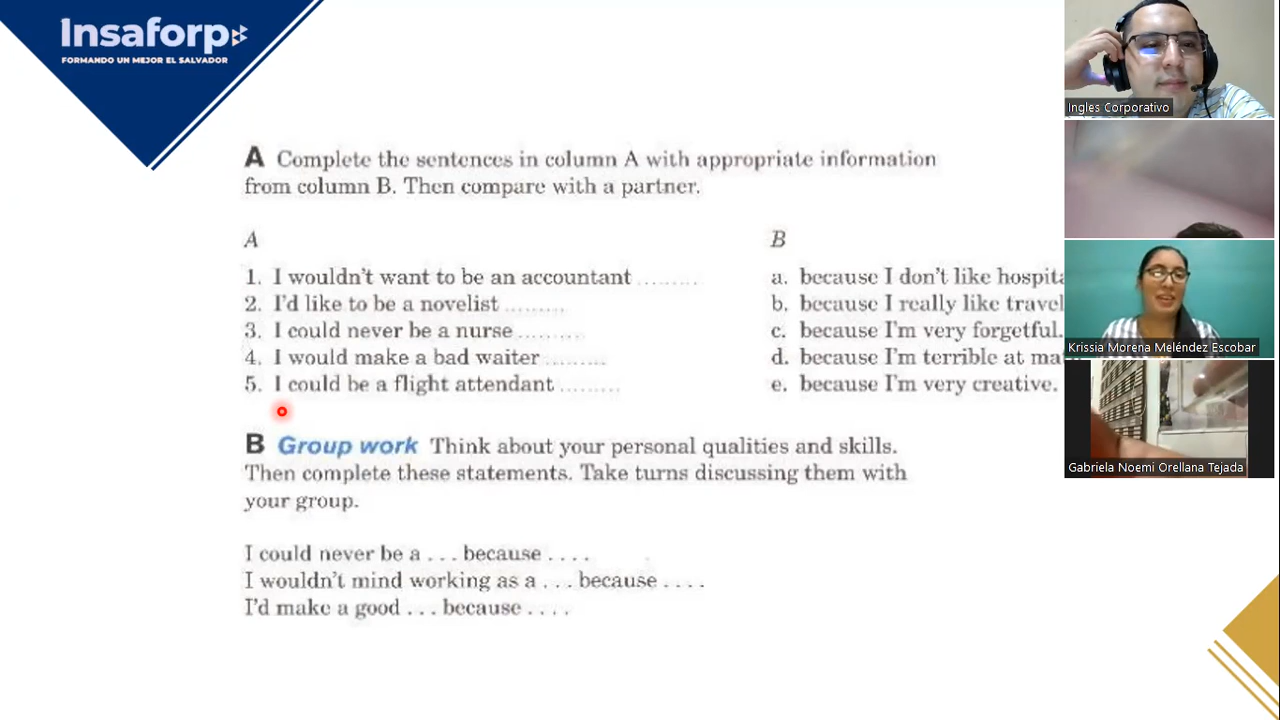 Insaforp
FORMANDO UN MEJOR EL SALVADOR
A Complete the sentences in column A with appropriate information
from column B. Then compare with a partner.
A
1. I wouldn't want to be an accountant .........
2. I'd like to be a novelist .........
3. I could never be a nurse .........
4. I would make a bad waiter .........
5. I could be a flight attendant .........
B
a. because I don't like
b. because I really like
c. because I'm very forgetful.
d. because I'm terrible at
e. because I'm very creative.
B Group work Think about your personal qualities and skills.
Then complete these statements. Take turns discussing them with
your group.
I could never be a . . . because . . . .
I wouldn't mind working as a . . . because . . . .
I'd make a good . . . because . . . .
Ingles Corporativo
Krissia Morena Meléndez Escobar
Gabriela Noemi Orellana Tejada